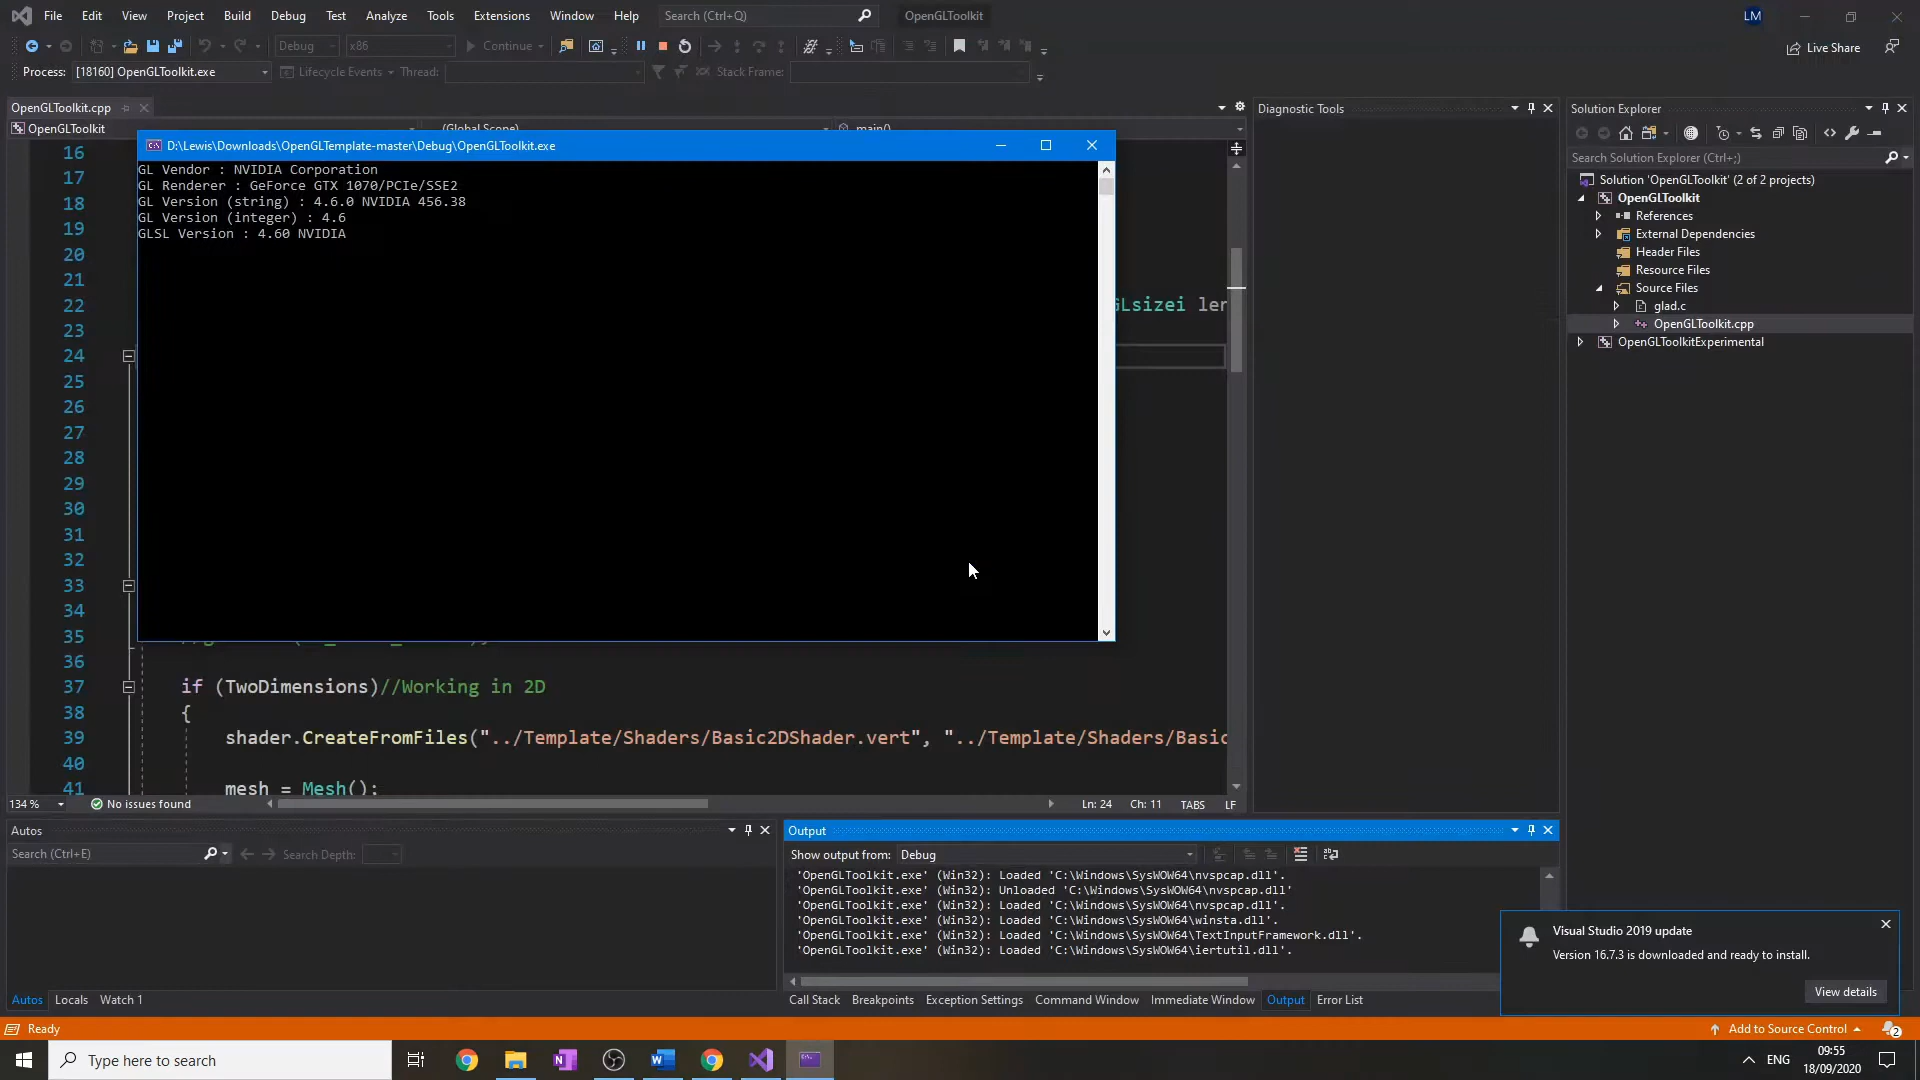 File Edit View Project Build Debug Test Analyze Tools Extensions Window Help Search (Ctrl+Q) OpenGLToolkit LM
Debug x86 Continue Live Share
Process: [18160] OpenGLToolkit.exe Lifecycle Events Thread: Stack Frame:
OpenGLToolkit.cpp
OpenGLToolkit (Global Scope) main()
D:\Lewis\Downloads\OpenGLTemplate-master\Debug\OpenGLToolkit.exe
GL Vendor : NVIDIA Corporation
GL Renderer : GeForce GTX 1070/PCIe/SSE2
GL Version (string) : 4.6.0 NVIDIA 456.38
GL Version (integer) : 4.6
GLSL Version : 4.60 NVIDIA
16
17
18
19
20
21
22 GLsizei len
23
24
25
26
27
28
29
30
31
32
33
34
35
36
37 if (TwoDimensions)//Working in 2D
38 {
39 shader.CreateFromFiles("../Template/Shaders/Basic2DShader.vert", "../Template/Shaders/Basic
40
41 mesh = Mesh();
134 % No issues found Ln: 24 Ch: 11 TABS LF
Diagnostic Tools
Solution Explorer
Search Solution Explorer (Ctrl+;)
Solution 'OpenGLToolkit' (2 of 2 projects)
OpenGLToolkit
References
External Dependencies
Header Files
Resource Files
Source Files
glad.c
OpenGLToolkit.cpp
OpenGLToolkitExperimental
Autos
Search (Ctrl+E) Search Depth:
Autos Locals Watch 1
Output
Show output from: Debug
'OpenGLToolkit.exe' (Win32): Loaded 'C:\Windows\SysWOW64\nvspcap.dll'.
'OpenGLToolkit.exe' (Win32): Unloaded 'C:\Windows\SysWOW64\nvspcap.dll'
'OpenGLToolkit.exe' (Win32): Loaded 'C:\Windows\SysWOW64\nvspcap.dll'.
'OpenGLToolkit.exe' (Win32): Loaded 'C:\Windows\SysWOW64\winsta.dll'.
'OpenGLToolkit.exe' (Win32): Loaded 'C:\Windows\SysWOW64\TextInputFramework.dll'.
'OpenGLToolkit.exe' (Win32): Loaded 'C:\Windows\SysWOW64\iertutil.dll'.
Call Stack Breakpoints Exception Settings Command Window Immediate Window Output Error List
Visual Studio 2019 update
Version 16.7.3 is downloaded and ready to install.
View details
Ready Add to Source Control 2
Type here to search ENG 09:55
18/09/2020